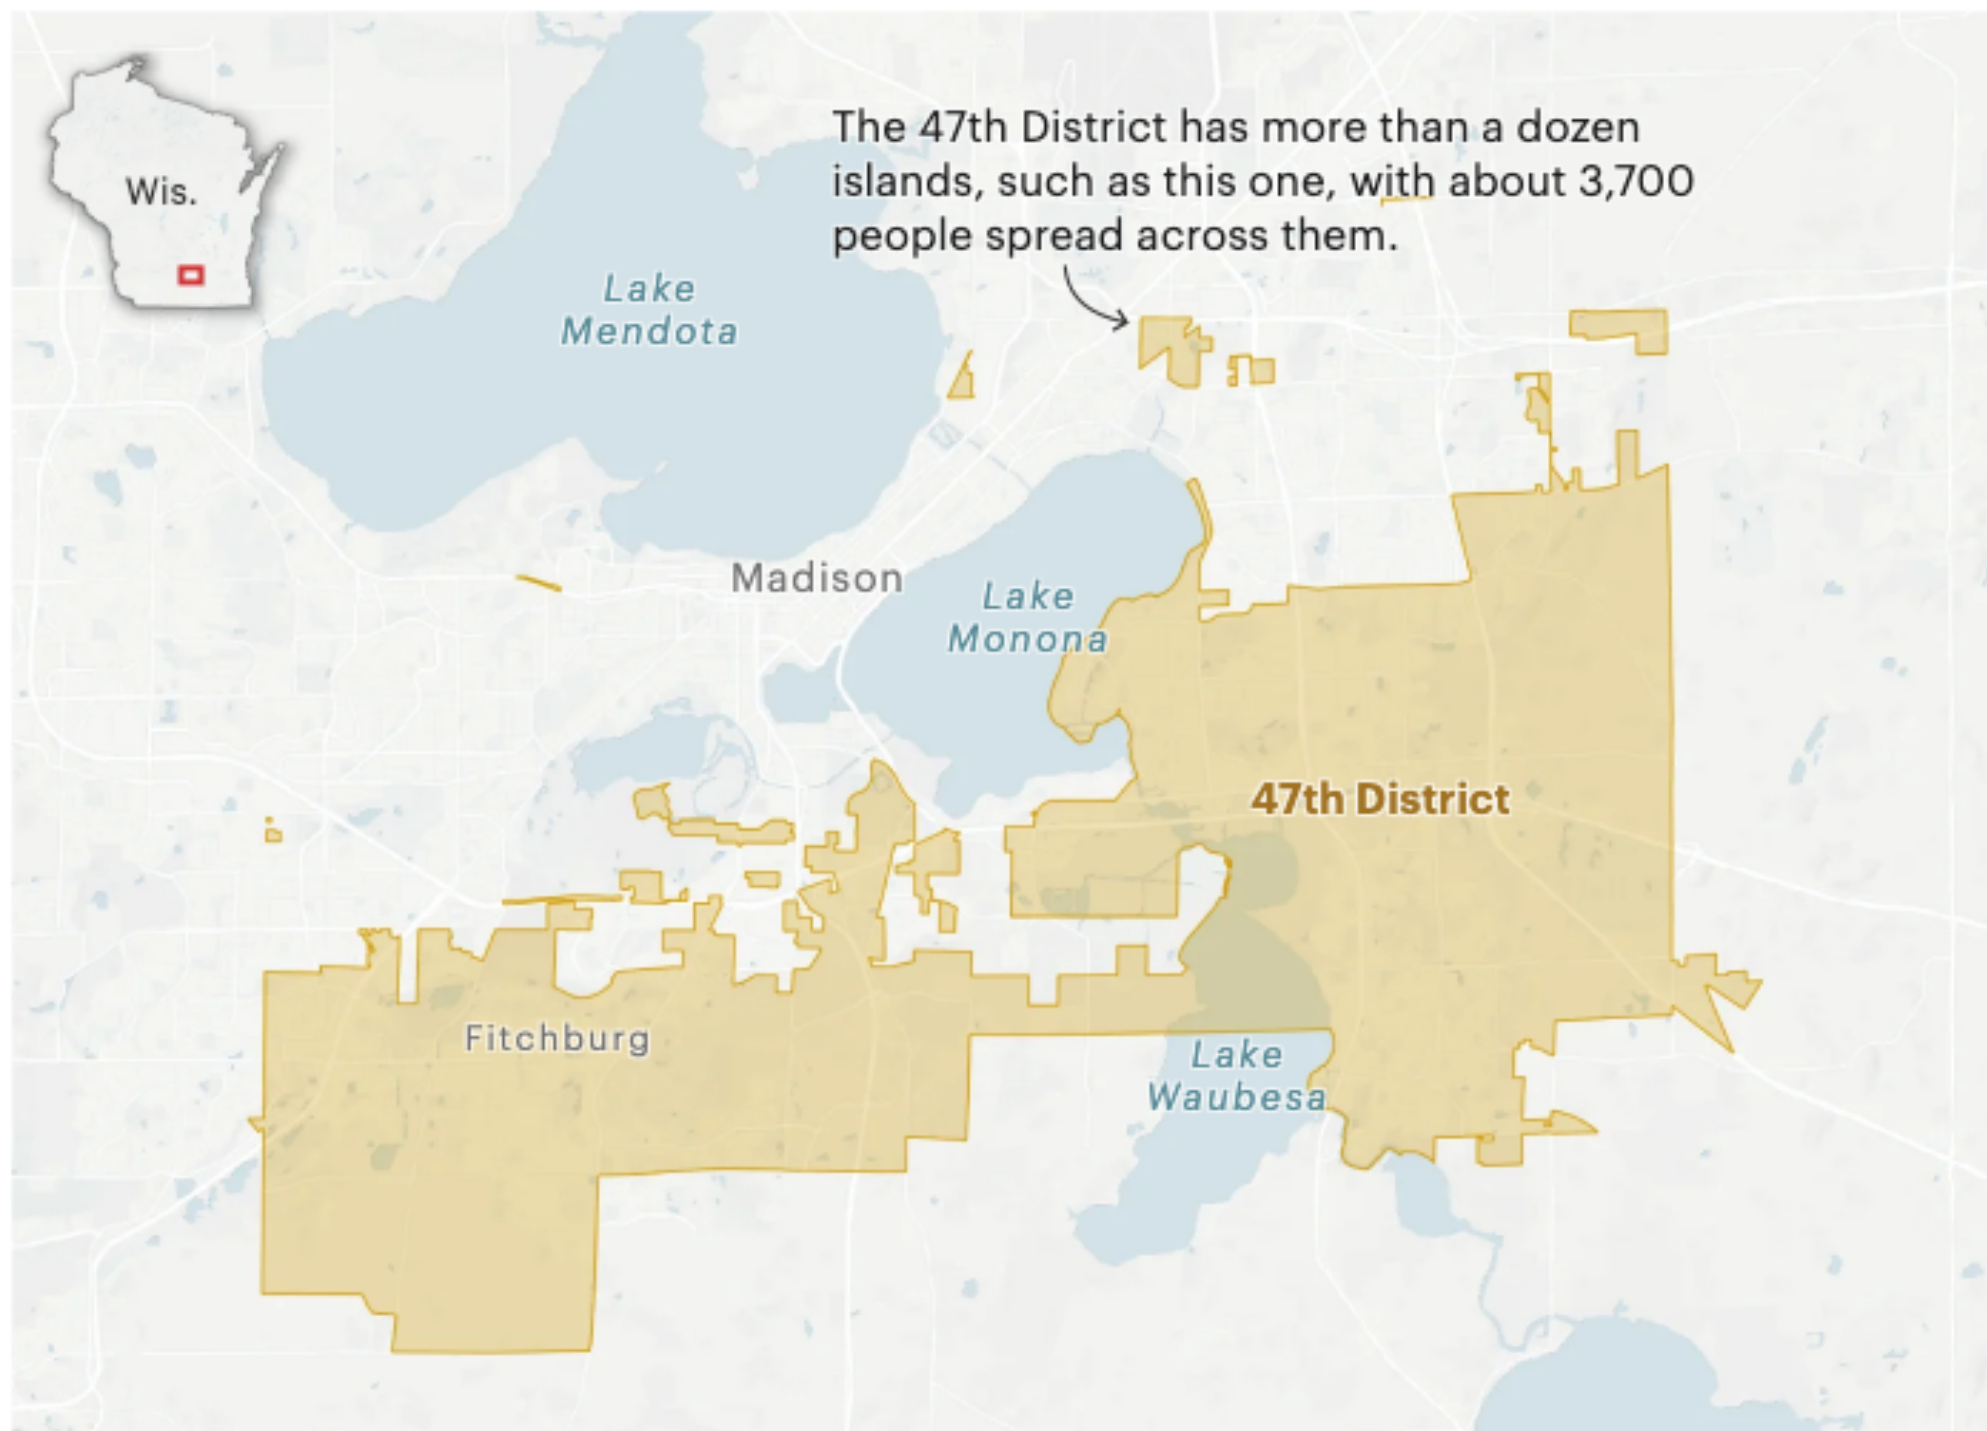 Wis.
The 47th District has more than a dozen
islands, such as this one, with about 3,700
people spread across them.
Lake
Mendota
Madison
Lake
Monona
47th District
Fitchburg
Lake
Waubesa